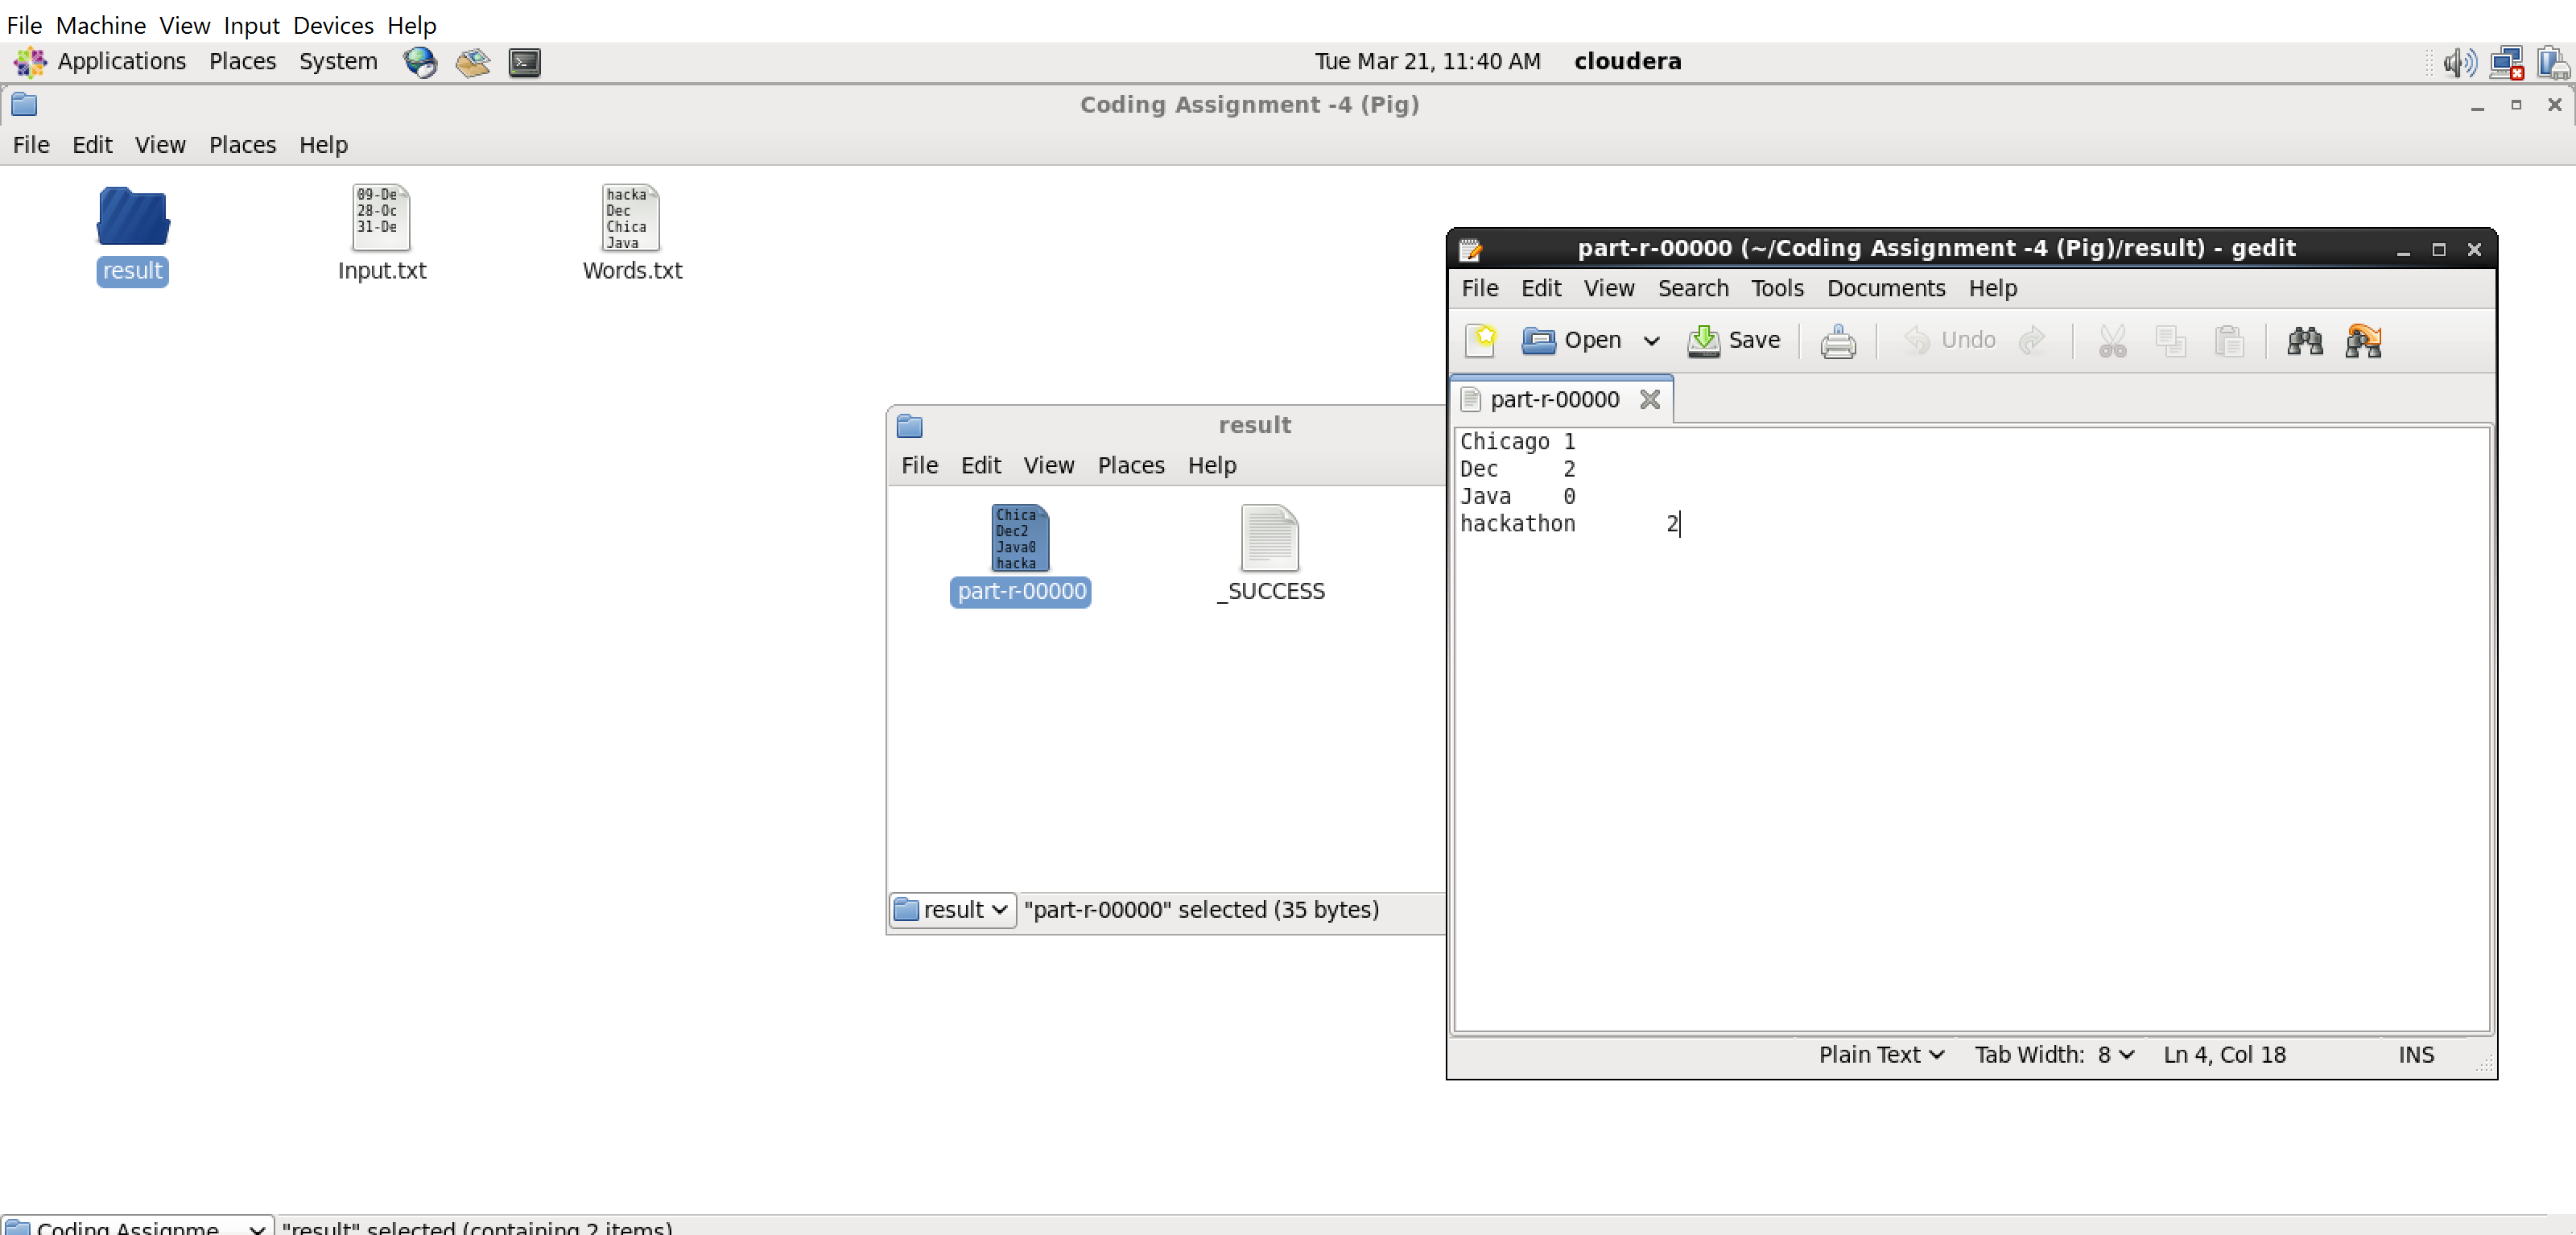 File Machine View Input Devices Help
Applications Places System Tue Mar 21, 11:40 AM cloudera
Coding Assignment -4 (Pig)
File Edit View Places Help
09-De
28-Oc
31-De
hacka
Dec
Chica
Java
result Input.txt Words.txt
result
File Edit View Places Help
Chica
Dec2
Java0
hacka
part-r-00000 _SUCCESS
result "part-r-00000" selected (35 bytes)
part-r-00000 (~/Coding Assignment -4 (Pig)/result) - gedit
File Edit View Search Tools Documents Help
Open Save Undo
part-r-00000
Chicago 1
Dec 2
Java 0
hackathon 2
Plain Text Tab Width: 8 Ln 4, Col 18 INS
Coding Assignme "result" selected (containing 2 items)